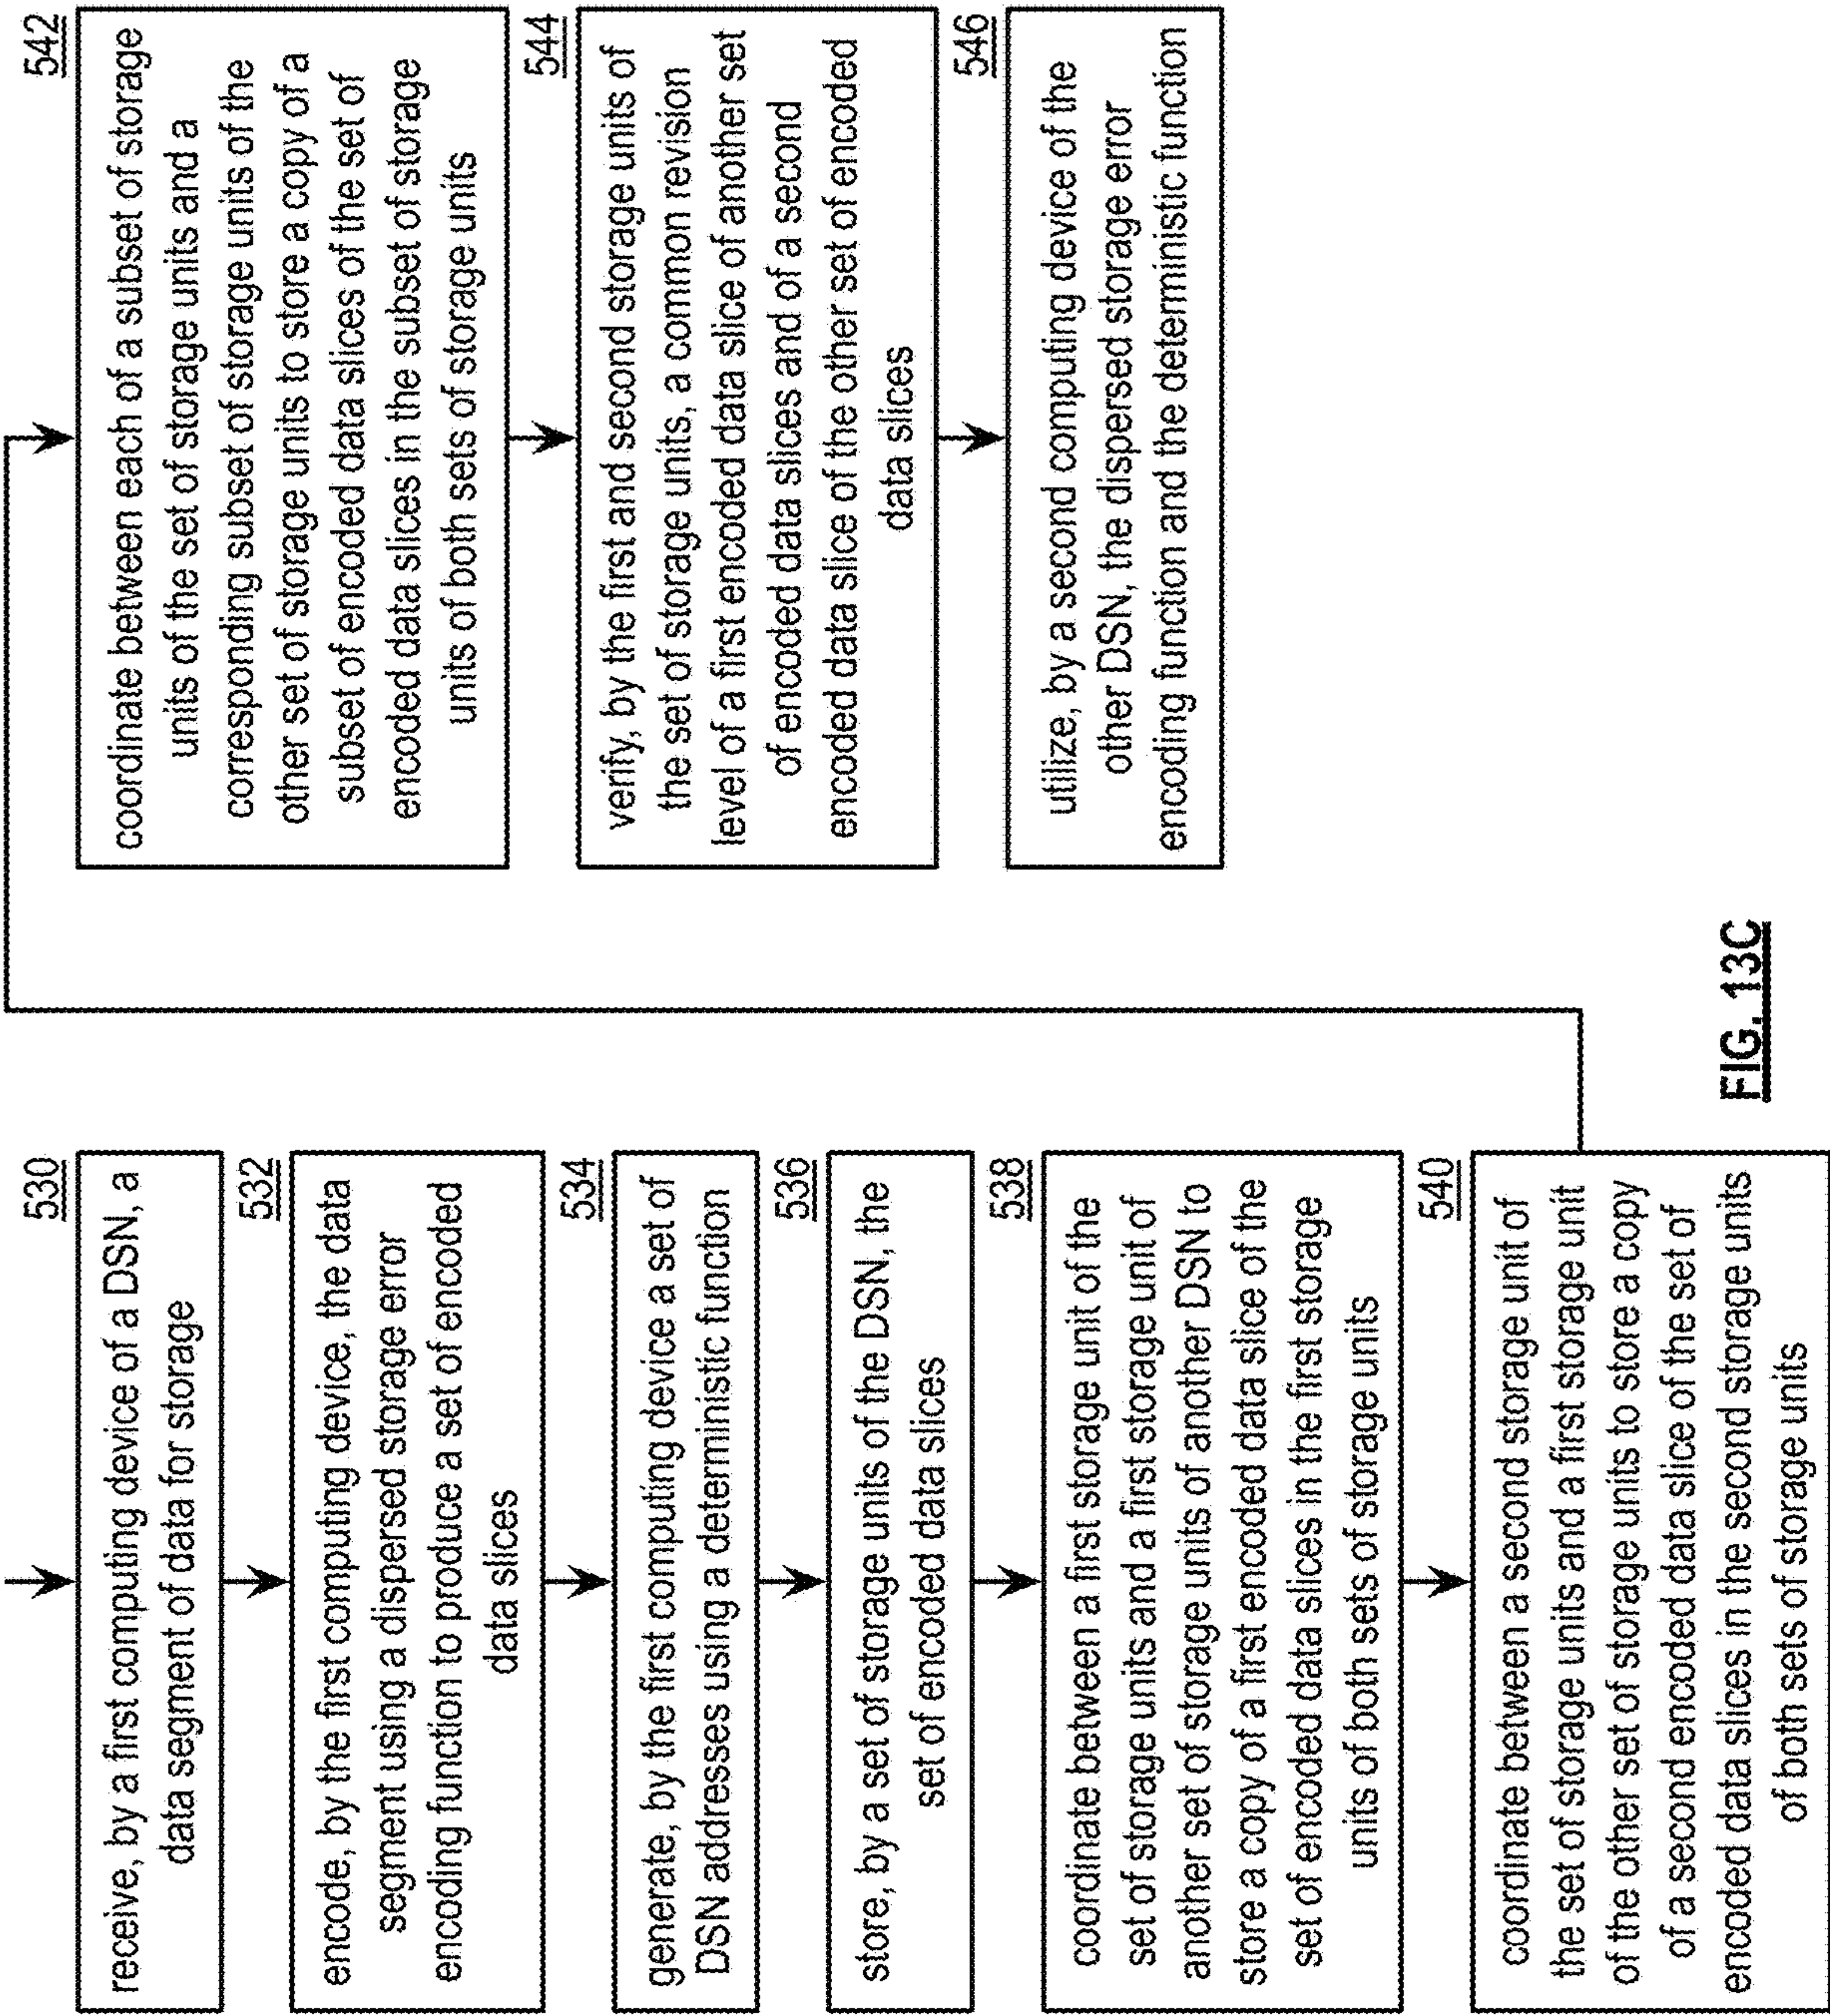 530
receive, by a first computing device of a DSN, a
data segment of data for storage
532
encode, by the first computing device, the data
segment using a dispersed storage error
encoding function to produce a set of encoded
data slices
534
generate, by the first computing device a set of
DSN addresses using a deterministic function
536
store, by a set of storage units of the DSN, the
set of encoded data slices
538
coordinate between a first storage unit of the
set of storage units and a first storage unit of
another set of storage units of another DSN to
store a copy of a first encoded data slice of the
set of encoded data slices in the first storage
units of both sets of storage units
540
coordinate between a second storage unit of
the set of storage units and a first storage unit
of the other set of storage units to store a copy
of a second encoded data slice of the set of
encoded data slices in the second storage units
of both sets of storage units
542
coordinate between each of a subset of storage
units of the set of storage units and a
corresponding subset of storage units of the
other set of storage units to store a copy of a
subset of encoded data slices of the set of
encoded data slices in the subset of storage
units of both sets of storage units
544
verify, by the first and second storage units of
the set of storage units, a common revision
level of a first encoded data slice of another set
of encoded data slices and of a second
encoded data slice of the other set of encoded
data slices
546
utilize, by a second computing device of the
other DSN, the dispersed storage error
encoding function and the deterministic function
FIG. 13C